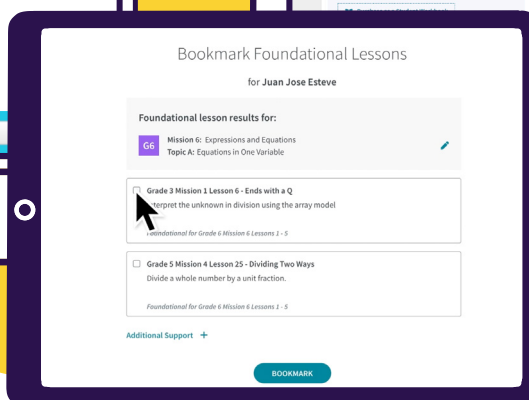 Bookmark Foundational Lessons
for Juan Jose Esteve
Foundational lesson results for:
G6
Mission 6: Expressions and Equations
Topic A: Equations in One Variable
Grade 3 Mission 1 Lesson 6 - Ends with a Q
the unknown in division using the array model
Foundational for Grade 6 Mission 6 Lessons 1 - 5
Grade 5 Mission 4 Lesson 25 - Dividing Two Ways
Divide a whole number by a unit fraction.
Foundational for Grade 6 Mission 6 Lessons 1 - 5
Additional Support +
BOOKMARK